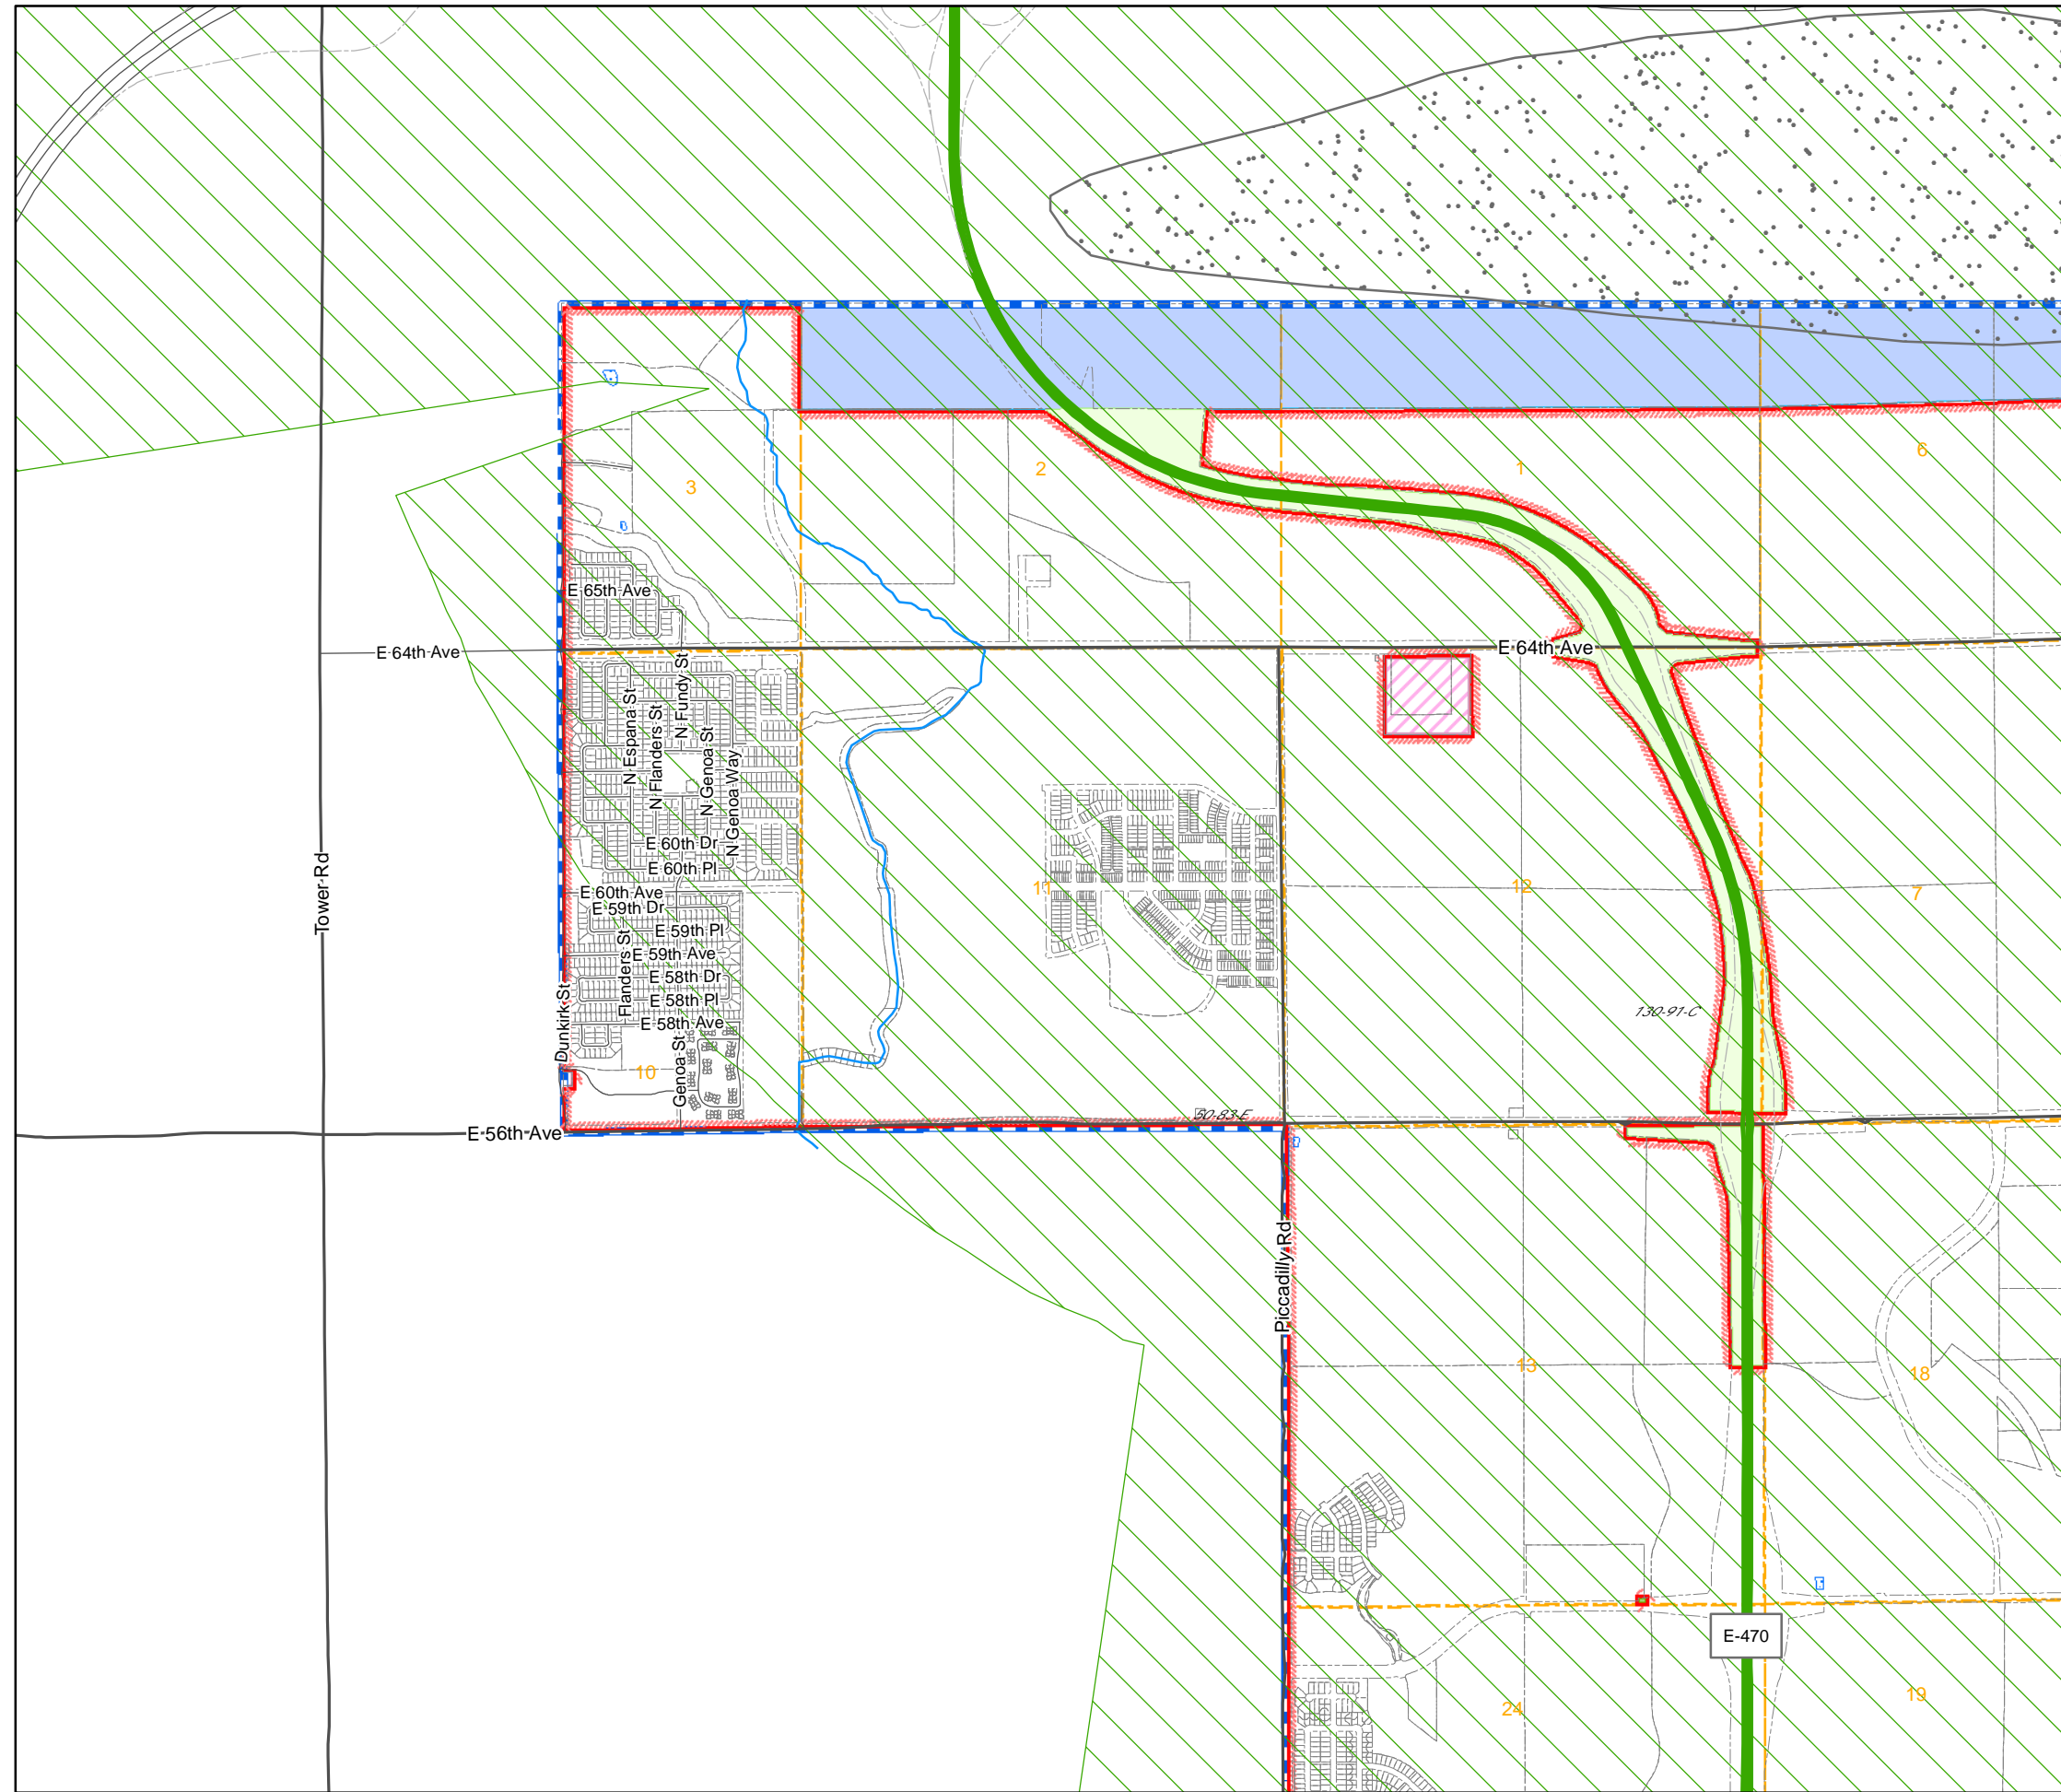 6
2
1
3
E 65th Ave
E 64th Ave
E 64th Ave
N Fundy St
N Espana St
N Flanders St
N Genoa St
N Genoa Way
E 60th Dr
E 60th Pl
E 60th Ave
E 59th Dr
E 59th Pl
E 59th Ave
E 58th Dr
E 58th Pl
E 58th Ave
Flanders St
Genoa St
Dunkirk St
Tower Rd
11
12
7
130-91-C
10
50-83-E
E 56th Ave
Piccadilly Rd
13
18
E-470
24
19